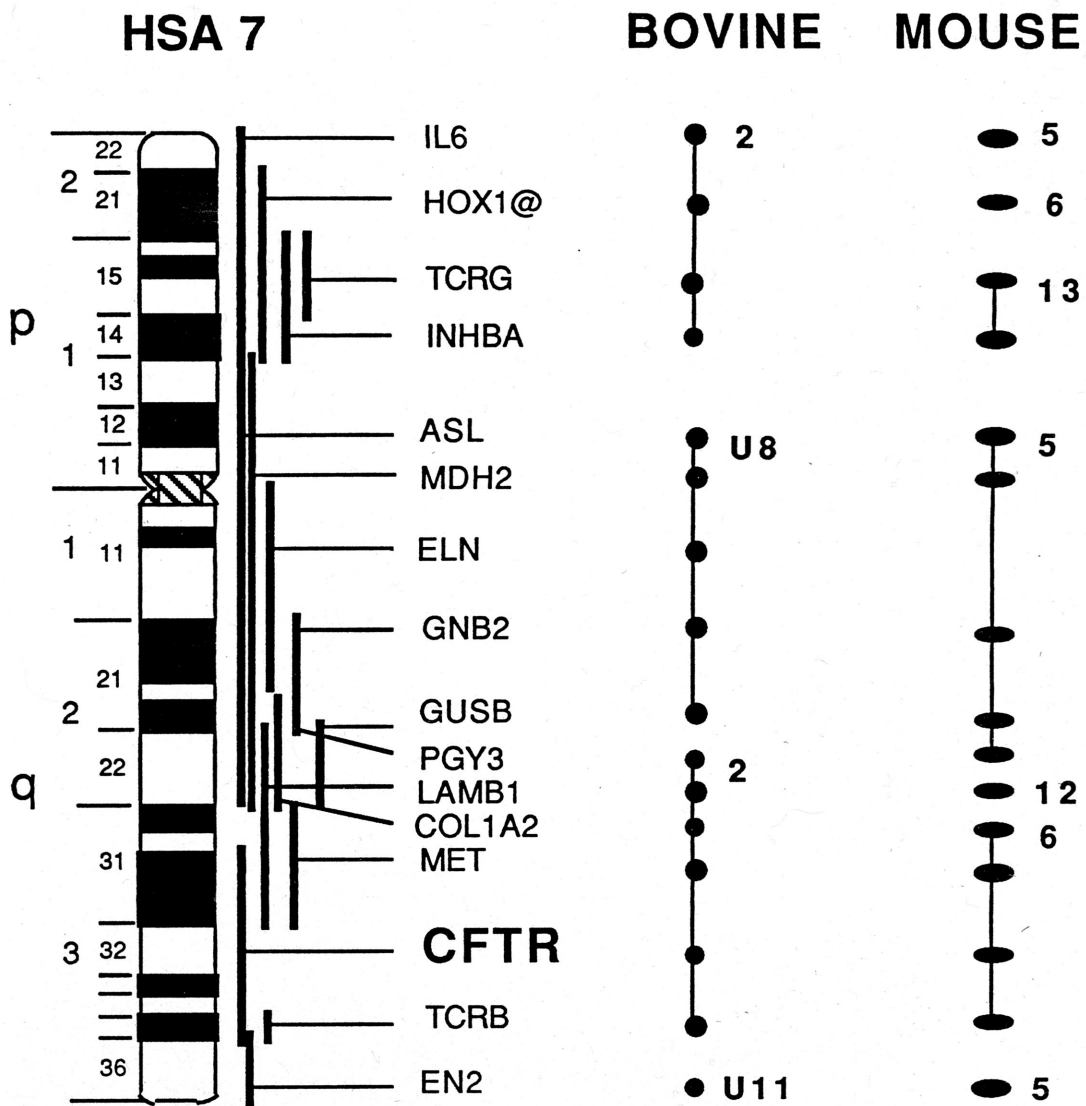 HSA 7 BOVINE MOUSE
22 IL6 2 5
2
21 HOX1@ 6
15 TCRG 13
p
14 INHBA
1
13
12 ASL U8 5
11 MDH2
1 11 ELN
GNB2
21
2 GUSB
PGY3 2
22
q LAMB1 12
COL1A2 6
31 MET
3 32 CFTR
TCRB
36 EN2 U11 5